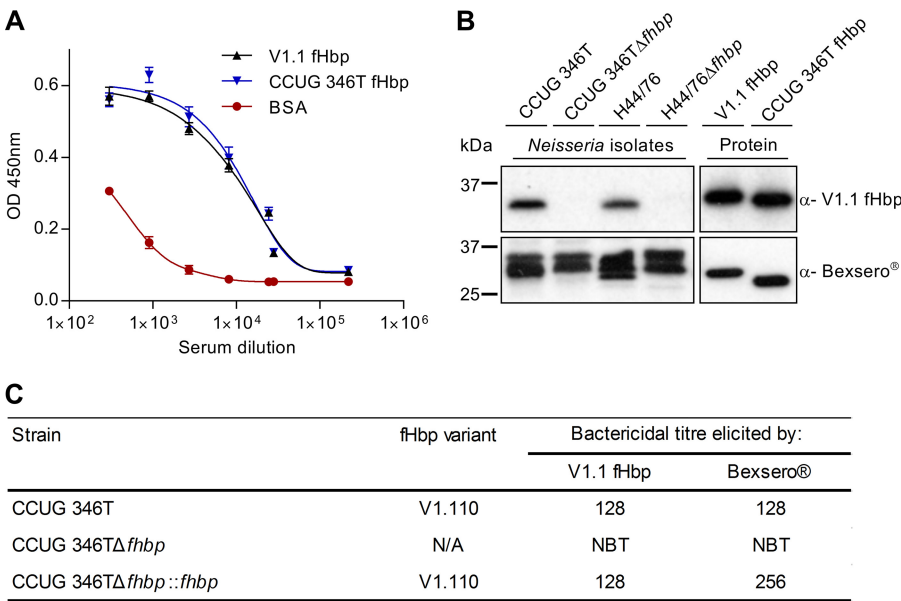 A
V1.1 fHbp
CCUG 346T fHbp
BSA
0.6
0.4
0.2
0.0
OD 450nm
1×10²
1×10³
1×10⁴
1×10⁵
1×10⁶
Serum dilution
B
CCUG 346T
CCUG 346TΔfhbp
H44/76
H44/76Δfhbp
V1.1 fHbp
CCUG 346T fHbp
kDa
Neisseria isolates
Protein
37
α- V1.1 fHbp
37
25
α- Bexsero®
C
Strain fHbp variant Bactericidal titre elicited by:
V1.1 fHbp Bexsero®
CCUG 346T V1.110 128 128
CCUG 346TΔfhbp N/A NBT NBT
CCUG 346TΔfhbp::fhbp V1.110 128 256